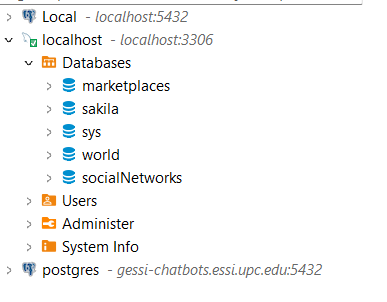 Local - localhost:5432
localhost - localhost:3306
Databases
marketplaces
sakila
sys
world
socialNetworks
Users
Administer
System Info
postgres - gessi-chatbots.essi.upc.edu:5432